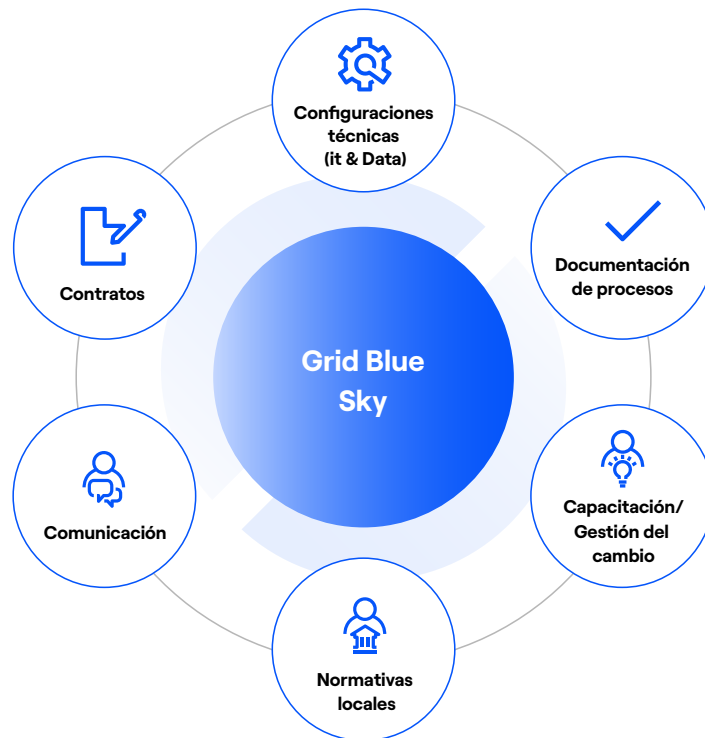 Configuraciones
técnicas
(it & Data)
Contratos
Documentación
de procesos
Grid Blue
Sky
Comunicación
Capacitación/
Gestión del
cambio
Normativas
locales